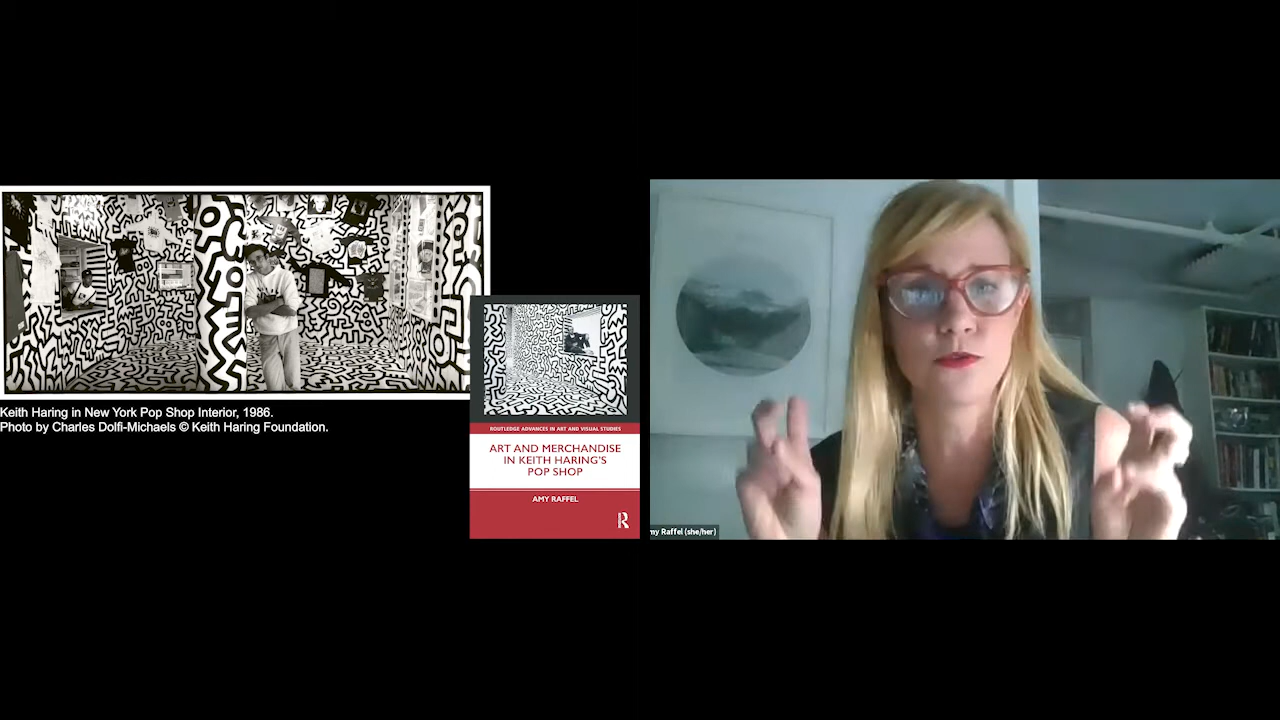 Keith Haring in New York Pop Shop Interior, 1986.
Photo by Charles Dolfi-Michaels © Keith Haring Foundation.
ROUTLEDGE ADVANCES IN ART AND VISUAL STUDIES
ART AND MERCHANDISE
IN KEITH HARING'S
POP SHOP
AMY RAFFEL
R
my Raffel (she/her)